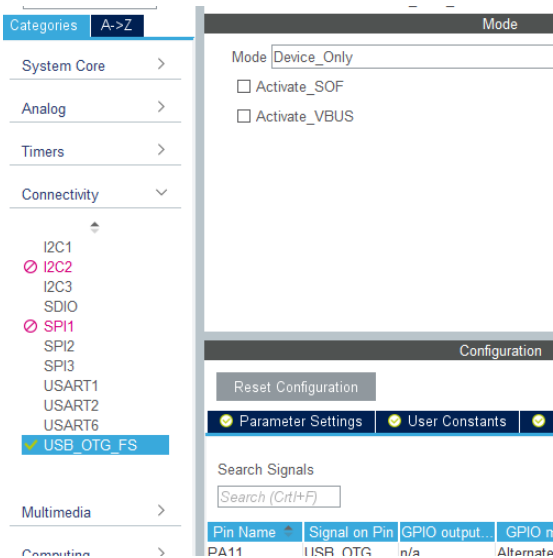 Categories A->Z
System Core
Analog
Timers
Connectivity
I2C1
I2C2
I2C3
SDIO
SPI1
SPI2
SPI3
USART1
USART2
USART6
USB_OTG_FS
Multimedia
Computing
Mode
Mode Device_Only
Activate_SOF
Activate_VBUS
Configuration
Reset Configuration
Parameter Settings User Constants
Search Signals
Search (Crtl+F)
Pin Name Signal on Pin GPIO output...  GPIO
PA11 USB_OTG... n/a Alternate